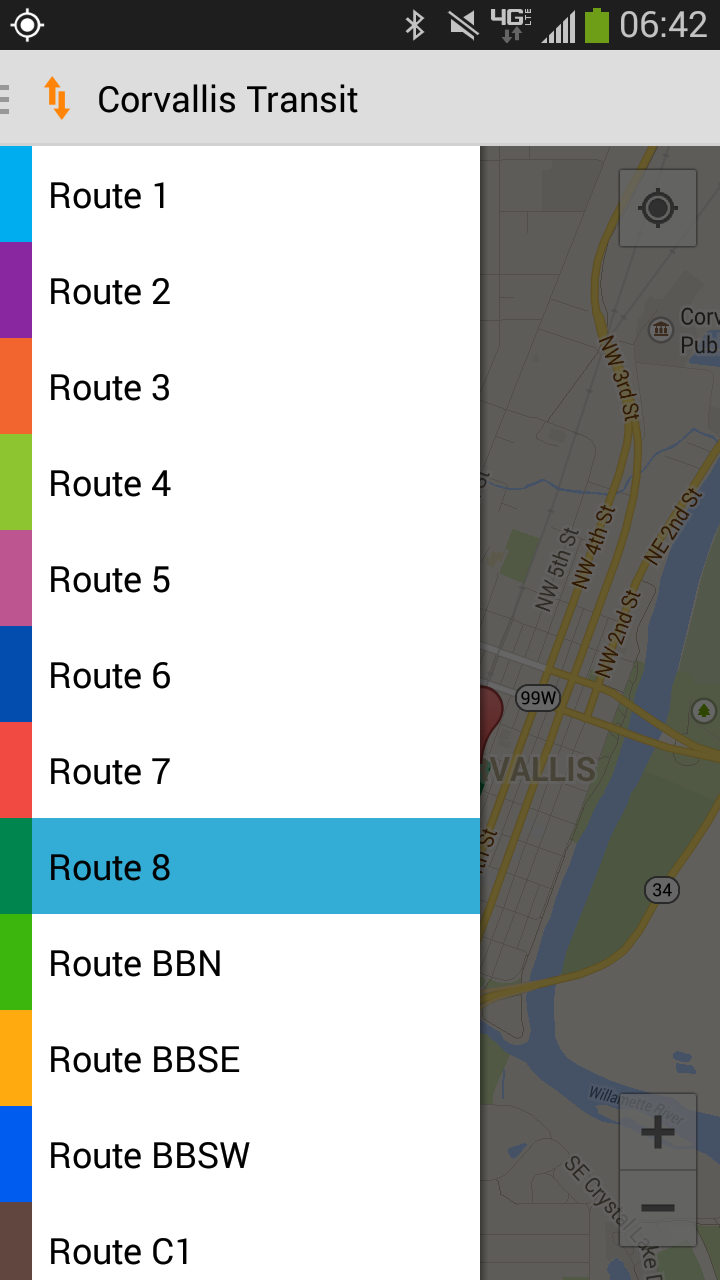 4G LTE 06:42
Corvallis Transit
Route 1
Route 2
Route 3
Route 4
Route 5
Route 6
Route 7
Route 8
Route BBN
Route BBSE
Route BBSW
Route C1
Corv
Pub
NW 3rd St
NE 2nd St
NW 4th St
NW 5th St
NW 2nd St
99W
VALLIS
34
Willamette River
SE Crystal Lake D
+
−